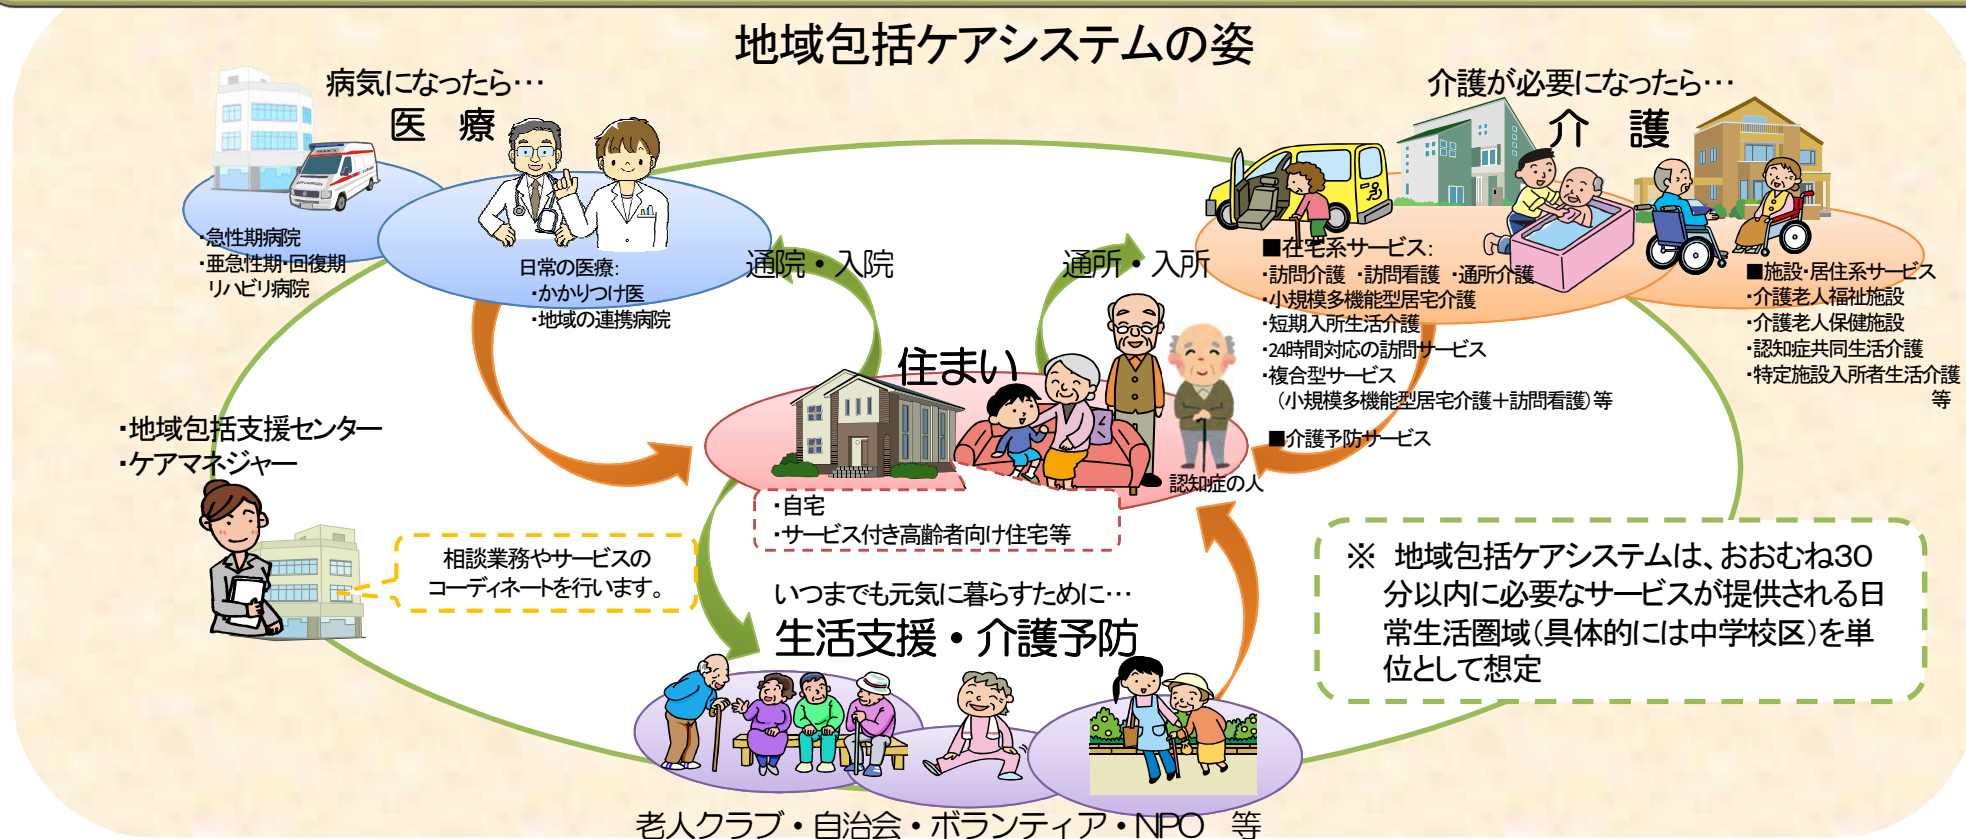 地域包括ケアシステムの姿
病気になったら…
医　療
・急性期病院
・亜急性期・回復期
リハビリ病院
日常の医療:
・かかりつけ医
・地域の連携病院
通院・入院
通所・入所
介護が必要になったら…
介　護
■在宅系サービス:
・訪問介護 ・訪問看護 ・通所介護
・小規模多機能型居宅介護
・短期入所生活介護
・24時間対応の訪問サービス
・複合型サービス
（小規模多機能型居宅介護＋訪問看護）等
■介護予防サービス
■施設・居住系サービス
・介護老人福祉施設
・介護老人保健施設
・認知症共同生活介護
・特定施設入所者生活介護
等
住まい
認知症の人
・自宅
・サービス付き高齢者向け住宅等
・地域包括支援センター
・ケアマネジャー
相談業務やサービスの
コーディネートを行います。
いつまでも元気に暮らすために…
生活支援・介護予防
老人クラブ・自治会・ボランティア・NPO　等
※　地域包括ケアシステムは、おおむね30
分以内に必要なサービスが提供される日
常生活圏域（具体的には中学校区）を単
位として想定